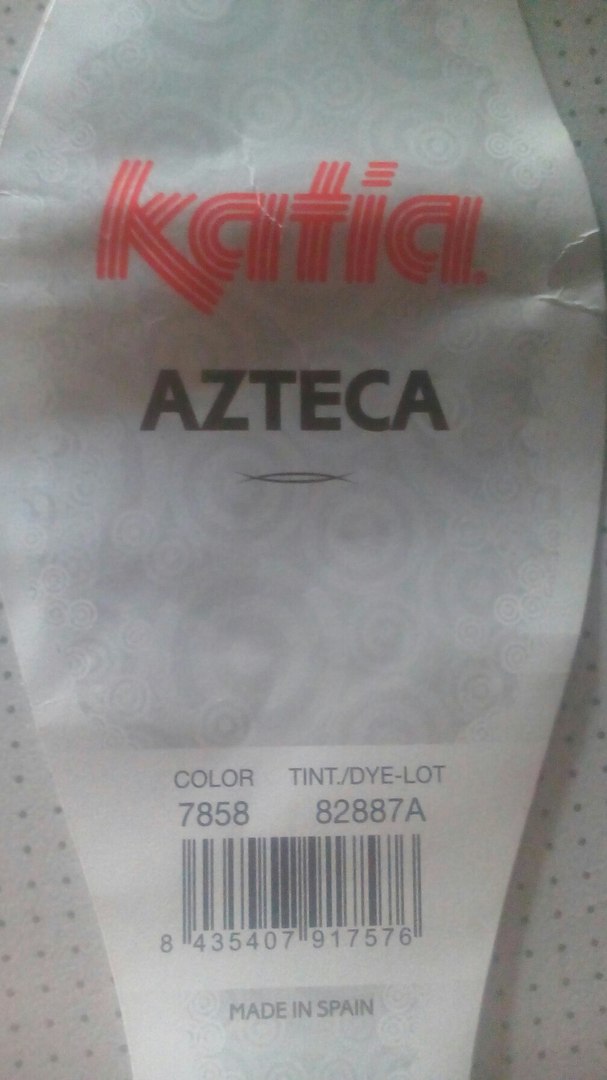 katia
AZTECA
COLOR TINT./DYE-LOT
7858 82887A
8 435407 917576
MADE IN SPAIN